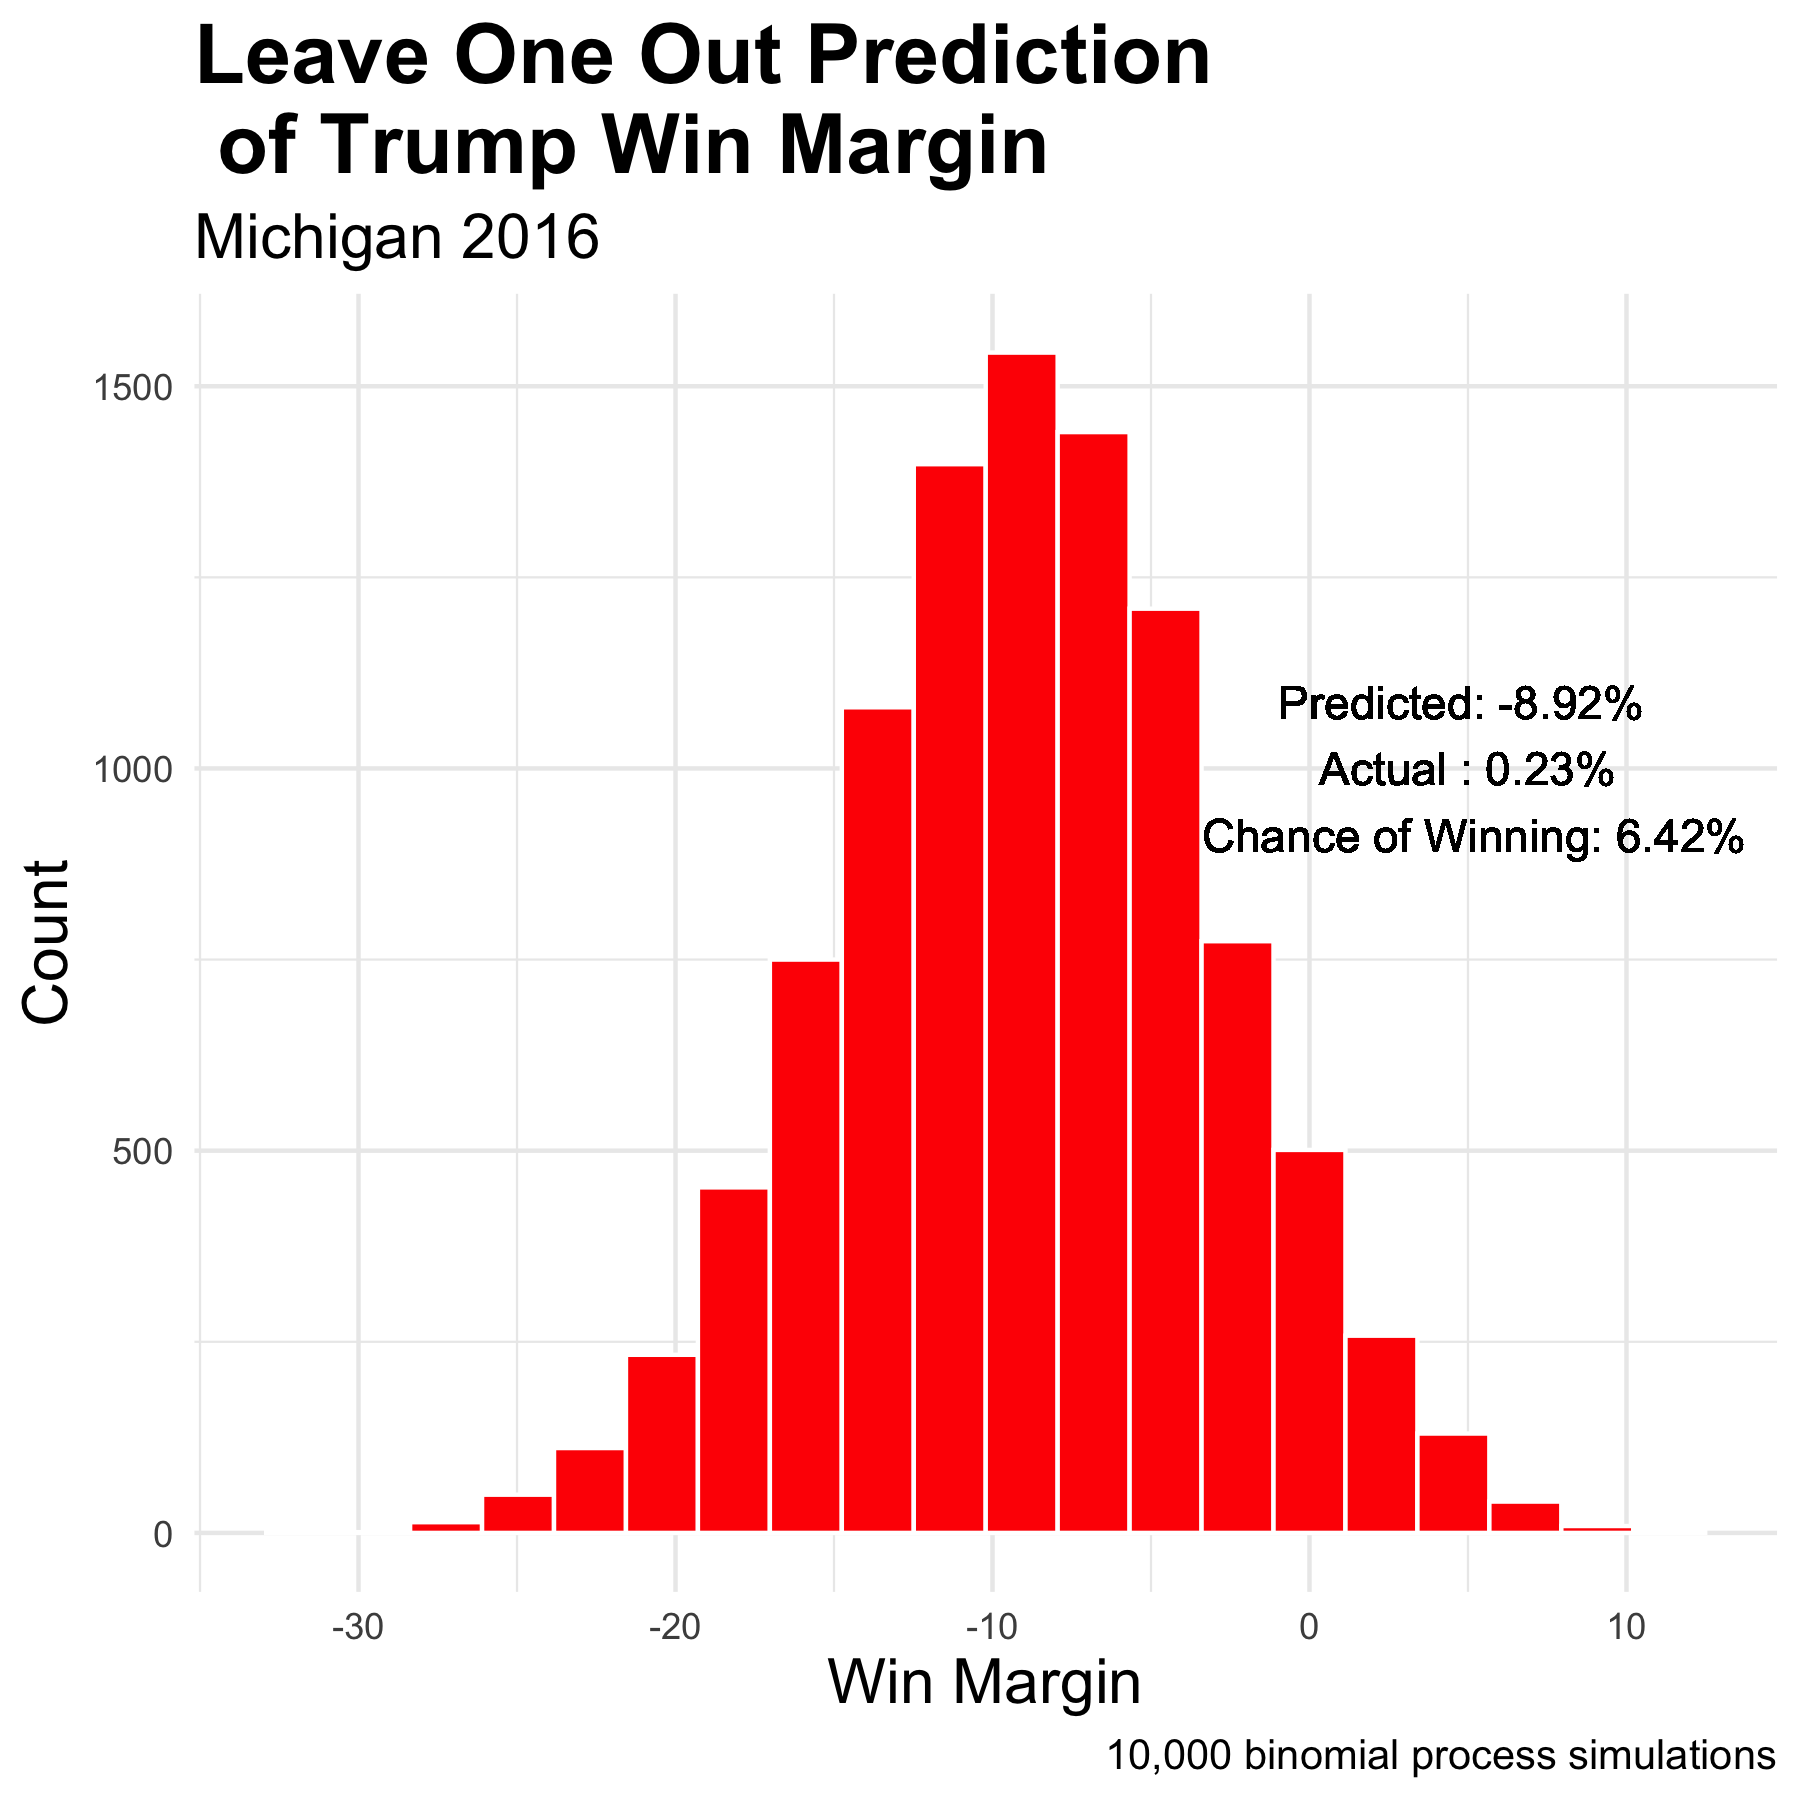 Leave One Out Prediction
of Trump Win Margin
Michigan 2016
1500
1000
500
0
Count
Predicted: -8.92%
Actual : 0.23%
Chance of Winning: 6.42%
-30 -20 -10 0 10
Win Margin
10,000 binomial process simulations